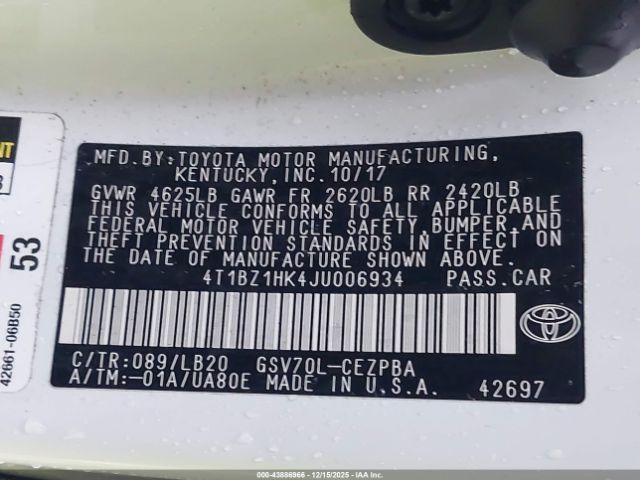 MFD.BY:TOYOTA MOTOR MANUFACTURING,
KENTUCKY,INC.10/17
GVWR 4625LB GAWR FR 2620LB RR 2420LB
THIS VEHICLE CONFORMS TO ALL APPLICABLE
FEDERAL MOTOR VEHICLE SAFETY,BUMPER,AND
THEFT PREVENTION STANDARDS IN EFFECT ON
THE DATE OF MANUFACTURE SHOWN ABOVE.
4T1BZ1HK4JU006934 PASS.CAR
C/TR:089/LB20 GSV70L-CEZPBA
A/TM:-01A/UA80E MADE IN U.S.A. 42697
53
42661-06B50
000-43886966 - 12/15/2025 - IAA Inc.